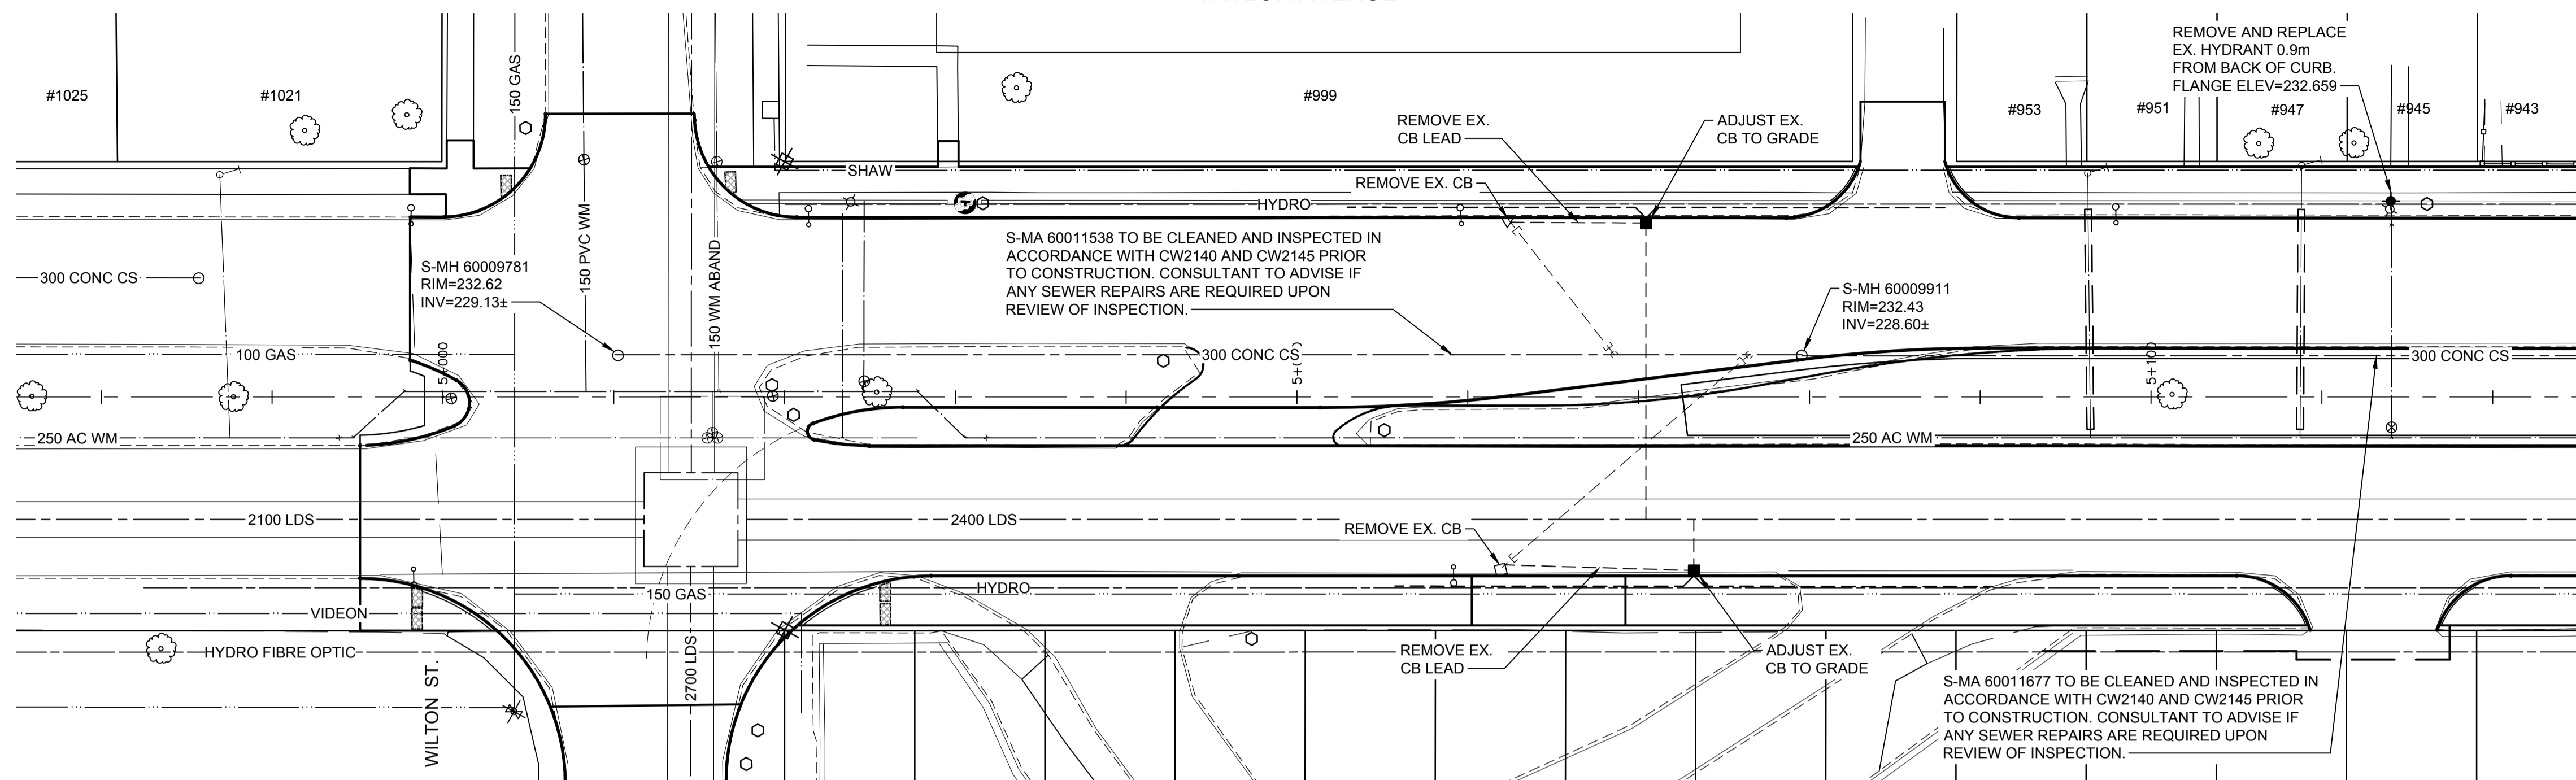 #1025
#1021
150 GAS
#999
REMOVE EX.
CB LEAD
ADJUST EX.
CB TO GRADE
REMOVE AND REPLACE
EX. HYDRANT 0.9m
FROM BACK OF CURB.
FLANGE ELEV=232.659
#953
#951
#947
#945
#943
SHAW
REMOVE EX. CB
HYDRO
150 PVC WM
150 WM ABAND
300 CONC CS
S-MH 60009781
RIM=232.62
INV=229.13±
S-MA 60011538 TO BE CLEANED AND INSPECTED IN
ACCORDANCE WITH CW2140 AND CW2145 PRIOR
TO CONSTRUCTION. CONSULTANT TO ADVISE IF
ANY SEWER REPAIRS ARE REQUIRED UPON
REVIEW OF INSPECTION.
S-MH 60009911
RIM=232.43
INV=228.60±
100 GAS
5+000
300 CONC CS
5+100
300 CONC CS
250 AC WM
250 AC WM
2100 LDS
2400 LDS
REMOVE EX. CB
150 GAS
HYDRO
VIDEON
HYDRO FIBRE OPTIC
WILTON ST.
2700 LDS
REMOVE EX.
CB LEAD
ADJUST EX.
CB TO GRADE
S-MA 60011677 TO BE CLEANED AND INSPECTED IN
ACCORDANCE WITH CW2140 AND CW2145 PRIOR
TO CONSTRUCTION. CONSULTANT TO ADVISE IF
ANY SEWER REPAIRS ARE REQUIRED UPON
REVIEW OF INSPECTION.